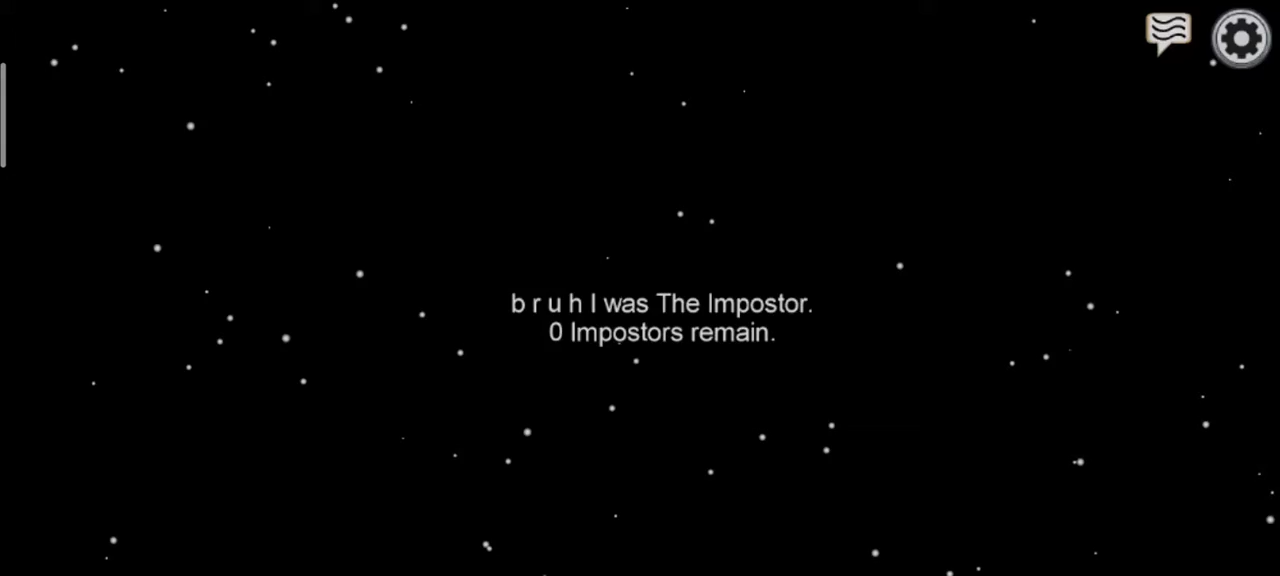 b r u h I was The Impostor.
0 Impostors remain.